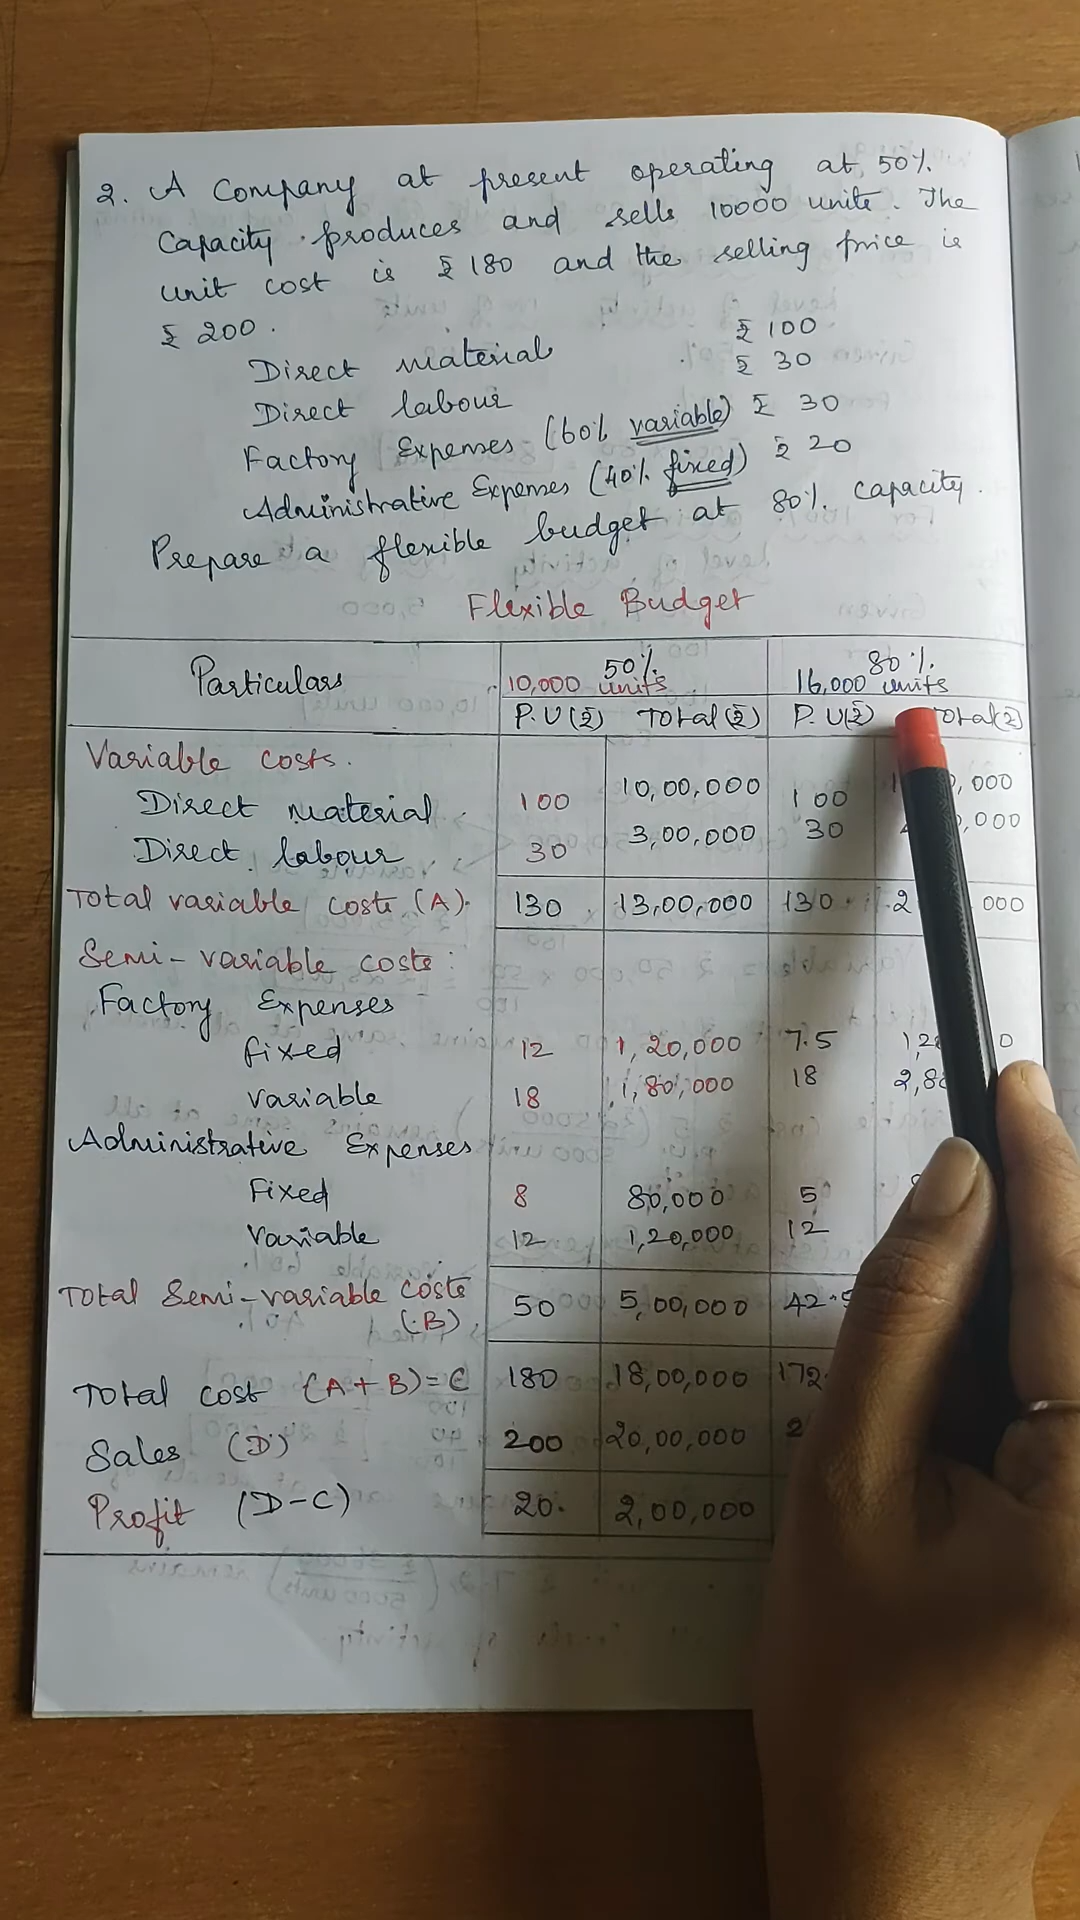 2. A Company at present operating at 50%.
Capacity produces and sells 10000 units. The
unit cost is ₹ 180 and the selling price is
₹ 200.
Direct material ₹ 100
Direct labour ₹ 30
Factory Expenses (60% variable) ₹ 30
Administrative Expenses (40% fixed) ₹ 20
Prepare a flexible budget at 80% capacity.
Flexible Budget
Particulars 50% 80%
10,000 units 16,000 units
P.U(₹) Total(₹) P.U(₹) Total(₹)
Variable costs.
Direct material 100 10,00,000 100
Direct labour 30 3,00,000 30
Total variable costs (A). 130 13,00,000 130
Semi-variable costs:
Factory Expenses
fixed 12 1,20,000 7.5
variable 18 1,80,000 18
Administrative Expenses
Fixed 8 80,000 5
Variable 12 1,20,000 12
Total Semi-variable costs 50 5,00,000 42.5
(B)
Total cost (A+B)=C 180 18,00,000 172.
Sales (D) 200 20,00,000 2
Profit (D-C) 20. 2,00,000